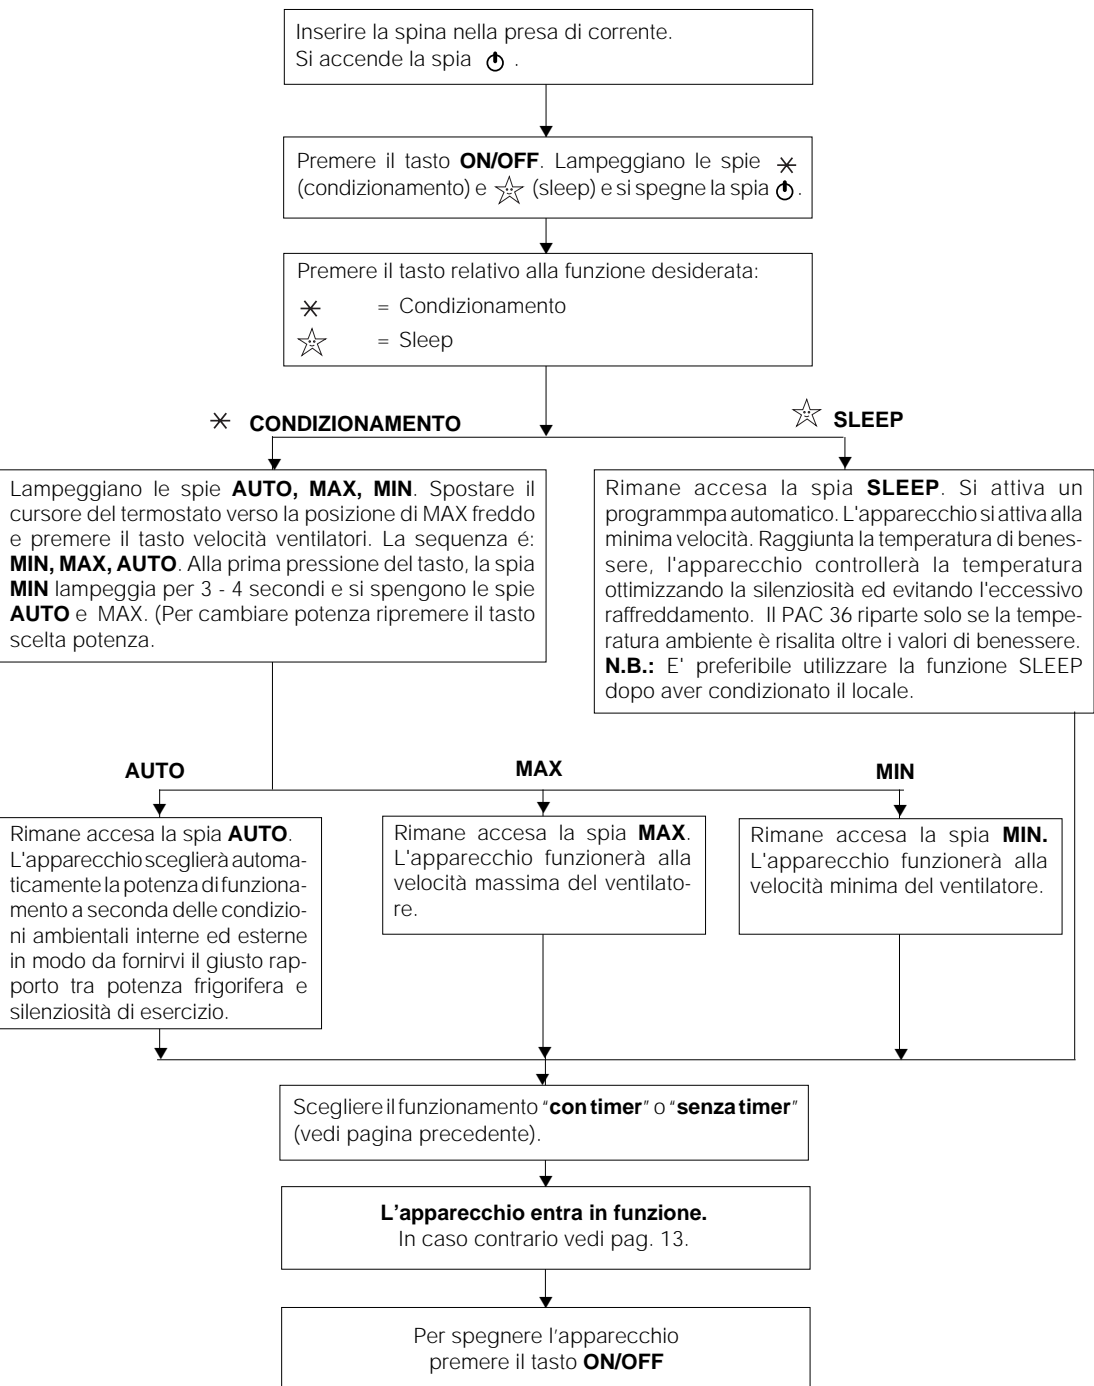 Inserire la spina nella presa di corrente.
Si accende la spia .
Premere il tasto ON/OFF. Lampeggiano le spie
(condizionamento) e (sleep) e si spegne la spia .
Premere il tasto relativo alla funzione desiderata:
= Condizionamento
= Sleep
CONDIZIONAMENTO
SLEEP
Lampeggiano le spie AUTO, MAX, MIN. Spostare il
cursore del termostato verso la posizione di MAX freddo
e premere il tasto velocità ventilatori. La sequenza é:
MIN, MAX, AUTO. Alla prima pressione del tasto, la spia
MIN lampeggia per 3 - 4 secondi e si spengono le spie
AUTO e MAX. (Per cambiare potenza ripremere il tasto
scelta potenza.
Rimane accesa la spia SLEEP. Si attiva un
programmpa automatico. L'apparecchio si attiva alla
minima velocità. Raggiunta la temperatura di benes-
sere, l'apparecchio controllerà la temperatura
ottimizzando la silenziosità ed evitando l'eccessivo
raffreddamento. Il PAC 36 riparte solo se la tempe-
ratura ambiente è risalita oltre i valori di benessere.
N.B.: E' preferibile utilizzare la funzione SLEEP
dopo aver condizionato il locale.
AUTO
MAX
MIN
Rimane accesa la spia AUTO.
L'apparecchio sceglierà automa-
ticamente la potenza di funziona-
mento a seconda delle condizio-
ni ambientali interne ed esterne
in modo da fornirvi il giusto rap-
porto tra potenza frigorifera e
silenziosità di esercizio.
Rimane accesa la spia MAX.
L'apparecchio funzionerà alla
velocità massima del ventilato-
re.
Rimane accesa la spia MIN.
L'apparecchio funzionerà alla
velocità minima del ventilatore.
Scegliere il funzionamento "con timer" o "senza timer"
(vedi pagina precedente).
L'apparecchio entra in funzione.
In caso contrario vedi pag. 13.
Per spegnere l'apparecchio
premere il tasto ON/OFF